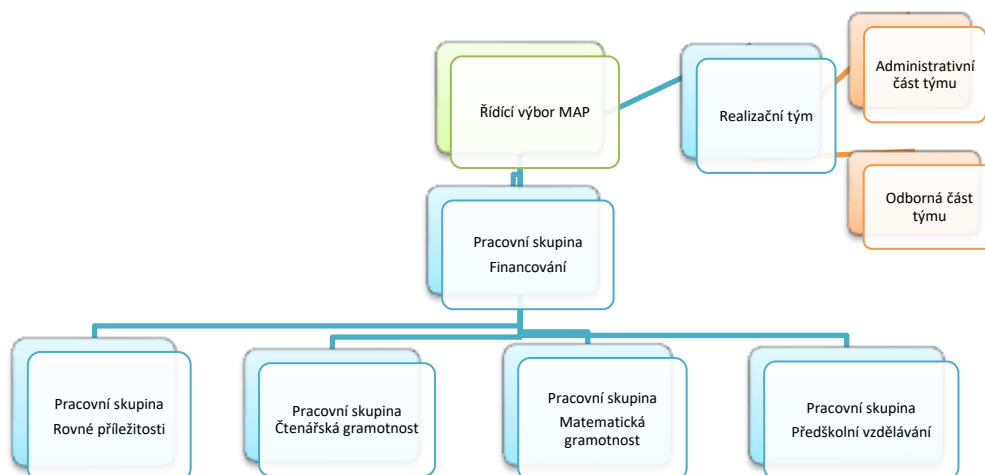 Řídící výbor MAP
Realizační tým
Administrativní
část týmu
Odborná část
týmu
Pracovní skupina
Financování
Pracovní skupina
Rovné příležitosti
Pracovní skupina
Čtenářská gramotnost
Pracovní skupina
Matematická
gramotnost
Pracovní skupina
Předškolní vzdělávání